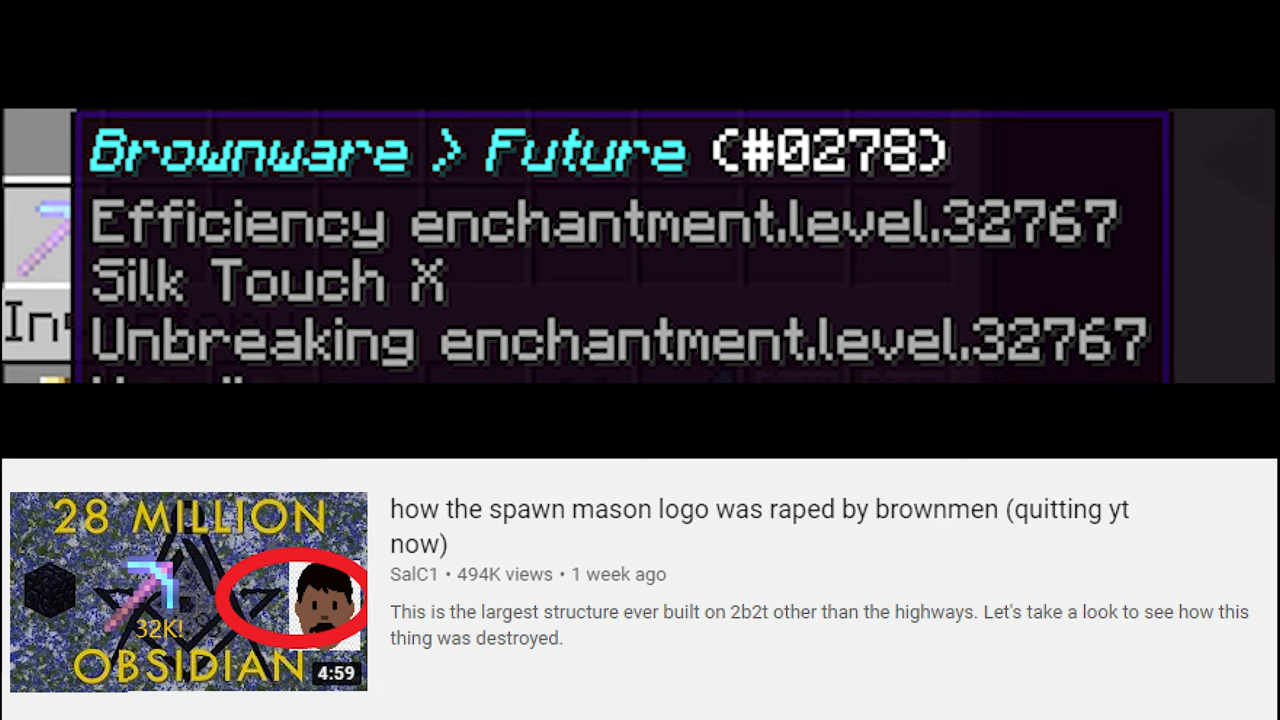 Brownware > Future (#0278)
Efficiency enchantment.level.32767
Silk Touch X
Unbreaking enchantment.level.32767
28 MILLION
32K!
OBSIDIAN
4:59
how the spawn mason logo was raped by brownmen (quitting yt
now)
SalC1 • 494K views • 1 week ago
This is the largest structure ever built on 2b2t other than the highways. Let's take a look to see how this
thing was destroyed.